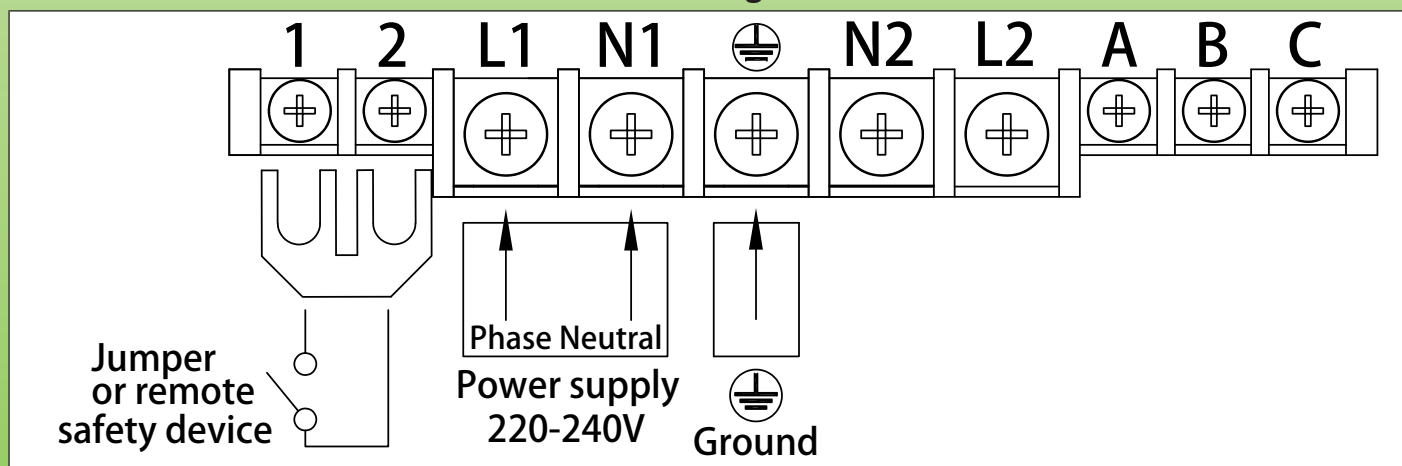 1 2 L1 N1 N2 L2 A B C
Phase Neutral
Jumper
or remote
safety device
Power supply
220-240V
Ground